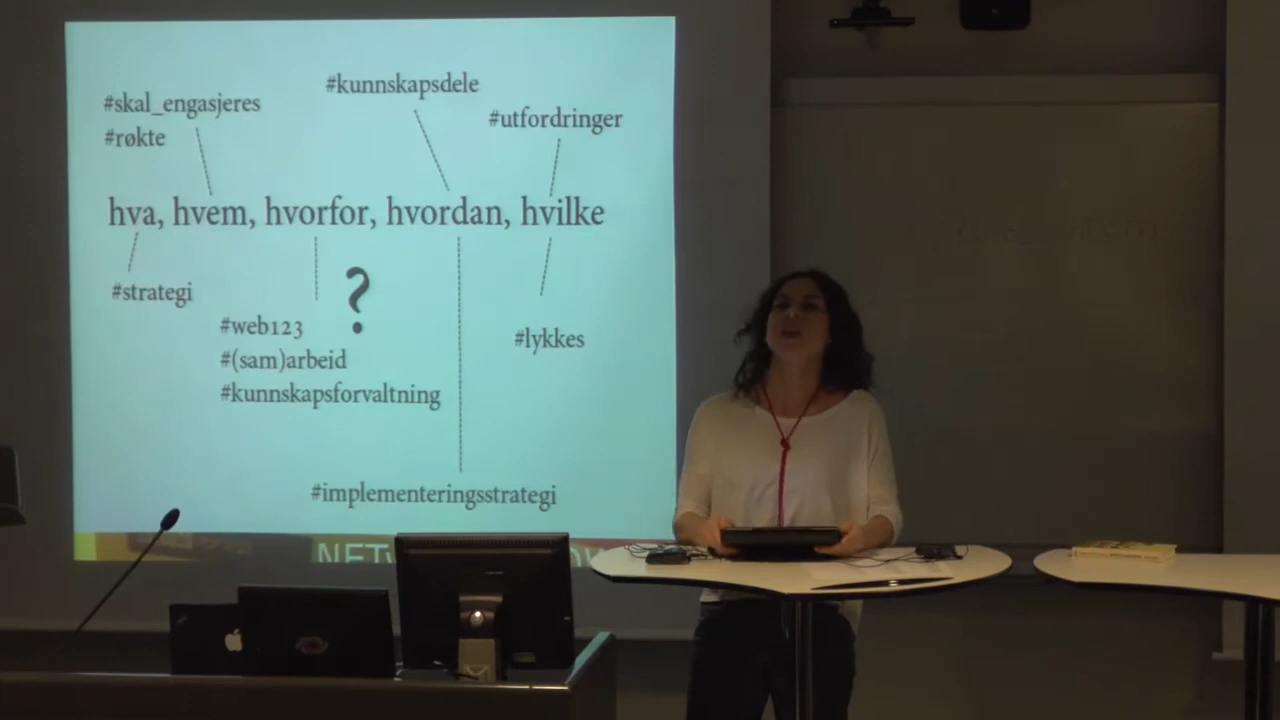 #kunnskapsdele
#skal_engasjeres
#utfordringer
#røkte
hva, hvem, hvorfor, hvordan, hvilke
#strategi
#web123
?
#lykkes
#(sam)arbeid
#kunnskapsforvaltning
#implementeringsstrategi